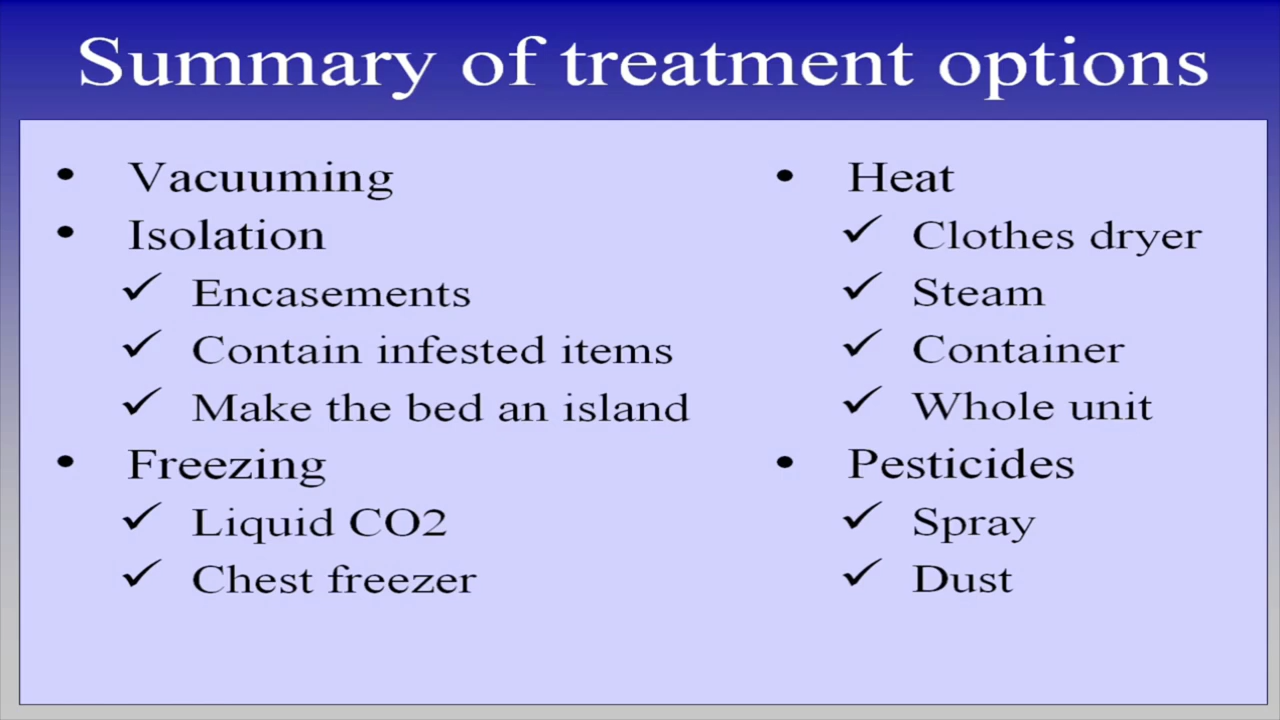 Summary of treatment options
• Vacuuming
• Isolation
✓ Encasements
✓ Contain infested items
✓ Make the bed an island
• Freezing
✓ Liquid CO2
✓ Chest freezer
• Heat
✓ Clothes dryer
✓ Steam
✓ Container
✓ Whole unit
• Pesticides
✓ Spray
✓ Dust